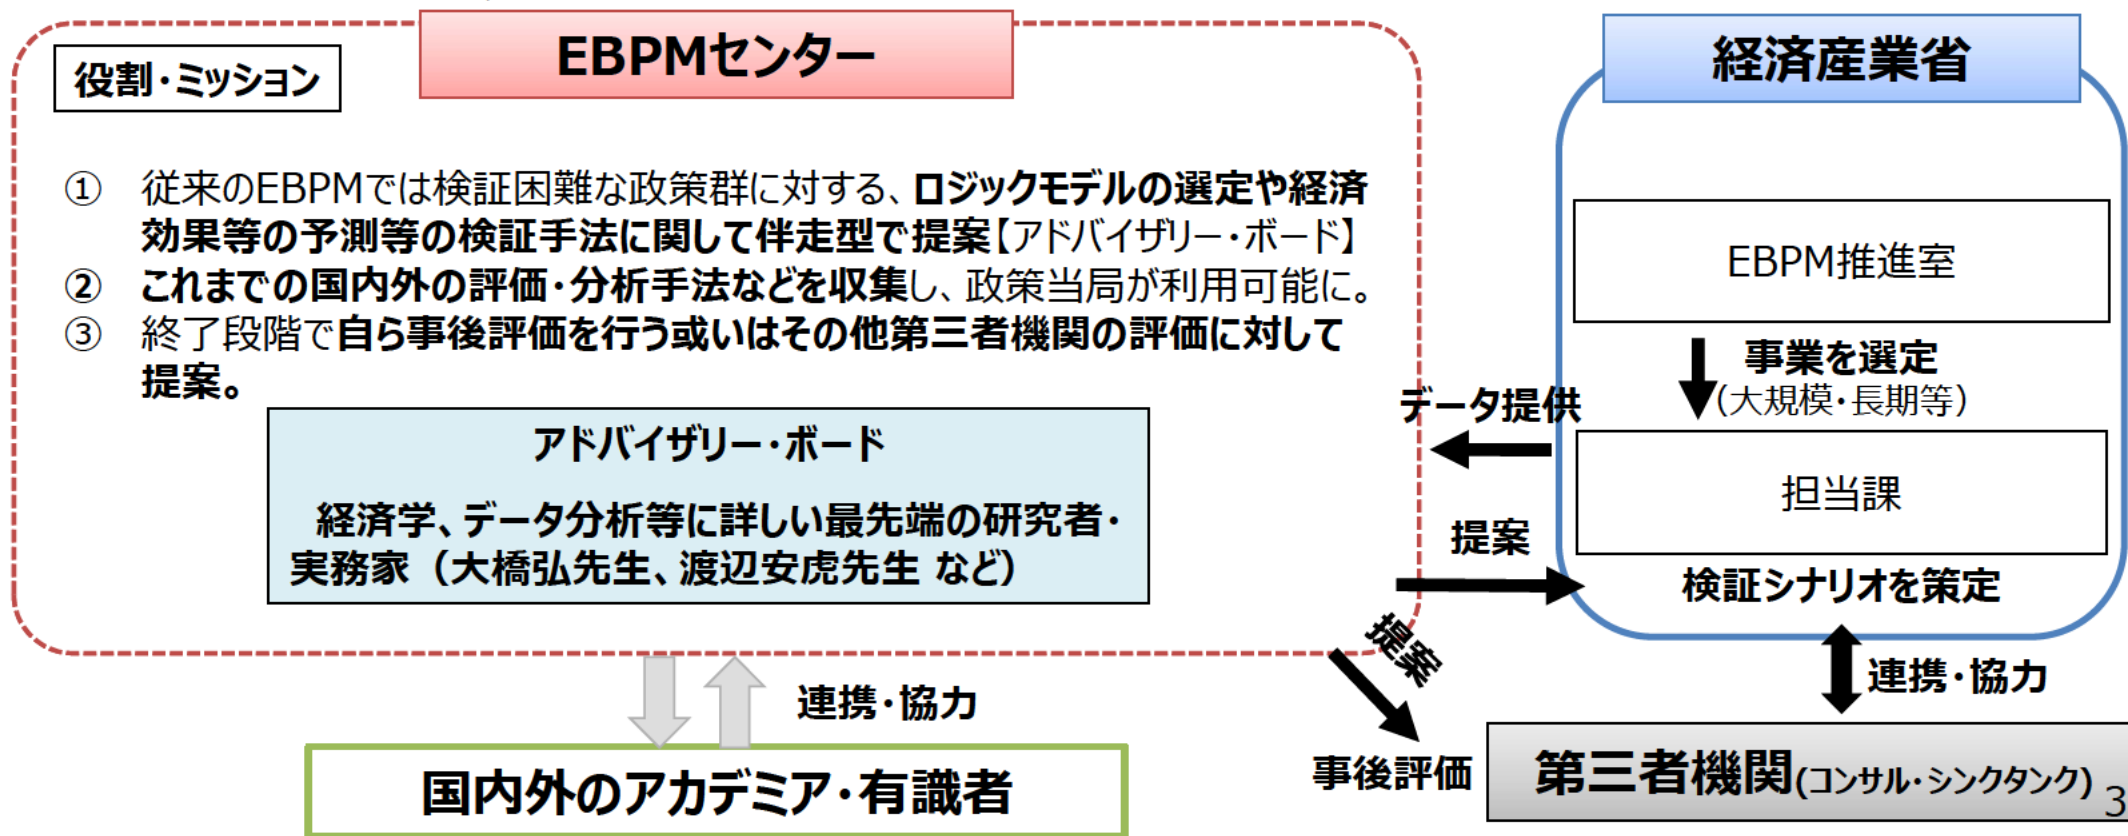 EBPMセンター
役割・ミッション
① 従来のEBPMでは検証困難な政策群に対する、ロジックモデルの選定や経済
効果等の予測等の検証手法に関して伴走型で提案【アドバイザリー・ボード】
② これまでの国内外の評価・分析手法などを収集し、政策当局が利用可能に。
③ 終了段階で自ら事後評価を行う或いはその他第三者機関の評価に対して
提案。
アドバイザリー・ボード
経済学、データ分析等に詳しい最先端の研究者・
実務家（大橋弘先生、渡辺安虎先生 など）
連携・協力
国内外のアカデミア・有識者
データ提供
提案
提案
事後評価
経済産業省
EBPM推進室
事業を選定
（大規模・長期等）
担当課
検証シナリオを策定
連携・協力
第三者機関(コンサル・シンクタンク)
3